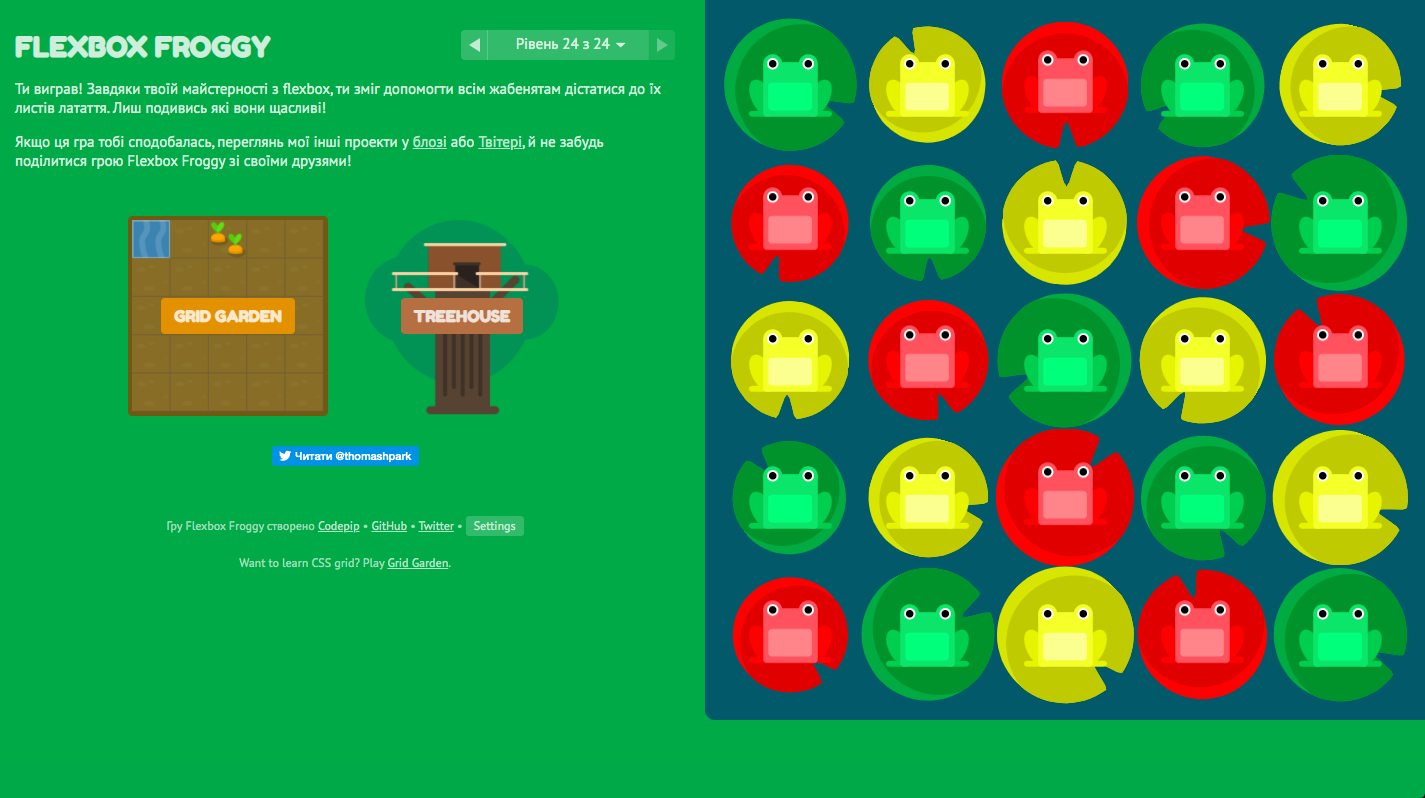 FLEXBOX FROGGY
Рівень 24 з 24
Ти виграв! Завдяки твоїй майстерності з flexbox, ти зміг допомогти всім жабенятам дістатися до їх
листів латаття. Лиш подивись які вони щасливі!
Якщо ця гра тобі сподобалась, переглянь мої інші проекти у блозі або Твітері, й не забудь
поділитися грою Flexbox Froggy зі своїми друзями!
GRID GARDEN
TREEHOUSE
Читати @thomashpark
Гру Flexbox Froggy створено Codepip • GitHub • Twitter • Settings
Want to learn CSS grid? Play Grid Garden.